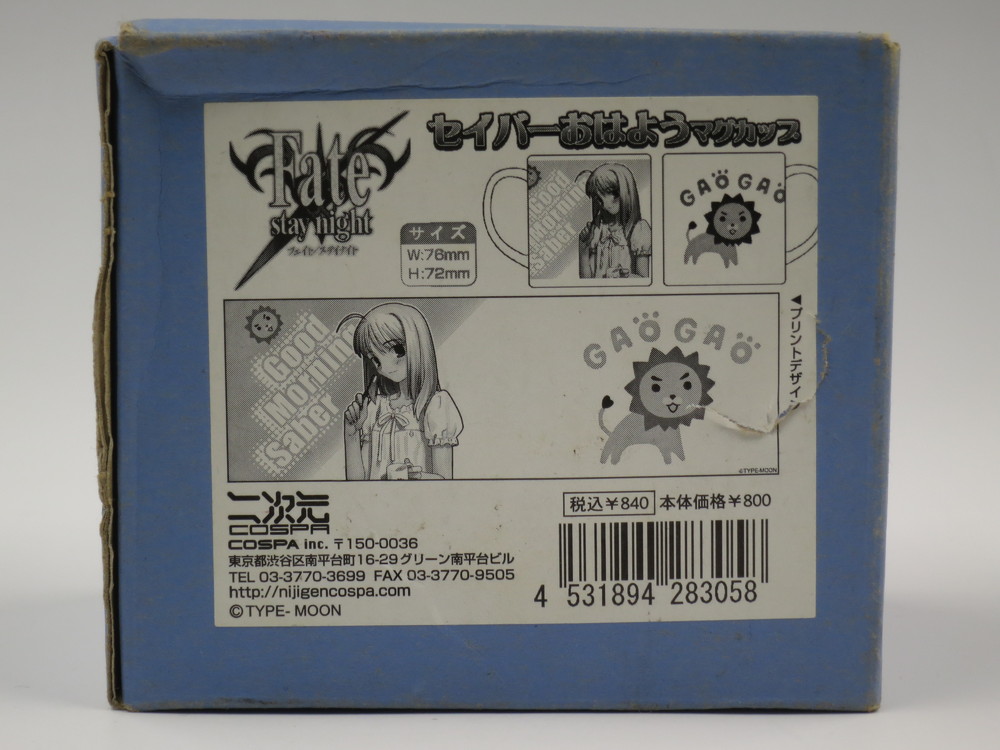 セイバーおはようマグカップ
Fate
stay night
フェイト/ステイナイト
サイズ
W:76mm
H:72mm
Good
Morning
Saber
GAO GAO
Good
Morning
Saber
GAO GAO
◀プリントデザイン
©TYPE-MOON
二次元
COSPA
COSPA inc. 〒150-0036
東京都渋谷区南平台町16-29グリーン南平台ビル
TEL 03-3770-3699 FAX 03-3770-9505
http://nijigencospa.com
©TYPE-MOON
税込¥840 本体価格¥800
4 531894 283058